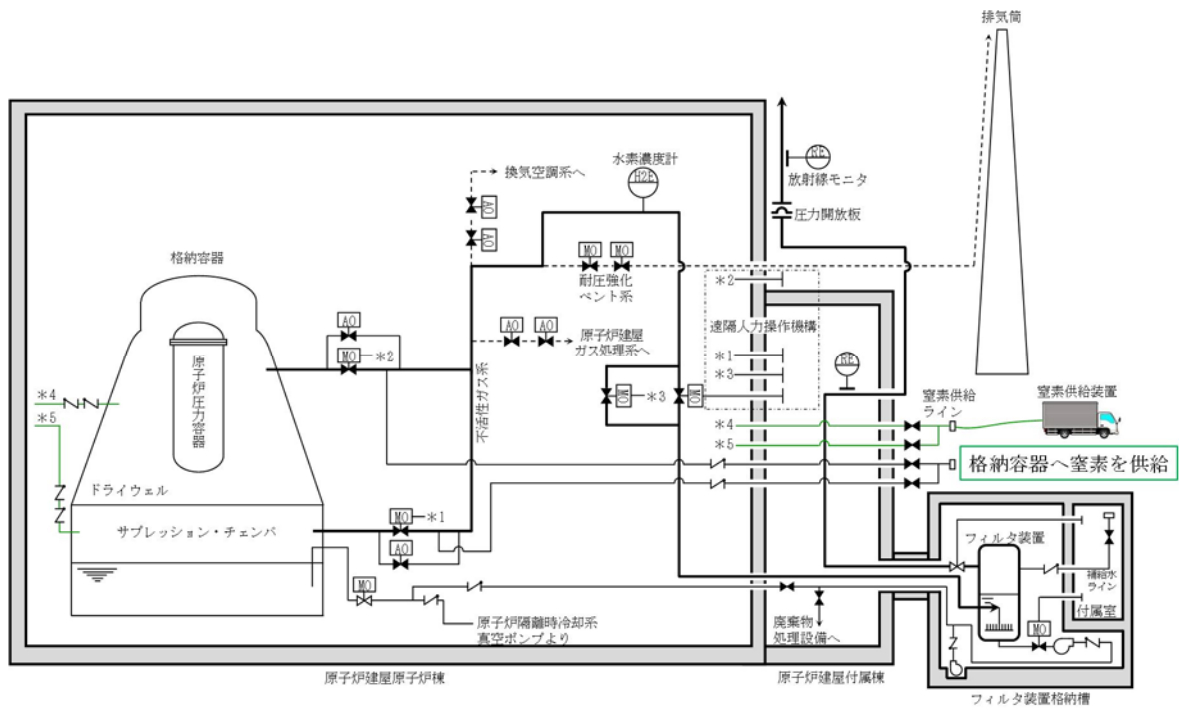 排気筒
水素濃度計
H2E
換気空調系へ
AO
AO
RE
放射線モニタ
圧力開放板
格納容器
MO
MO
耐圧強化
ベント系
*2
遠隔人力操作機構
AO
MO
*2
AO
AO
原子炉建屋
ガス処理系へ
*1
*3
RE
原子炉圧力容器
不活性ガス系
MO
*3
MO
*4
*5
*4
*5
窒素供給
ライン
窒素供給装置
格納容器へ窒素を供給
ドライウェル
サプレッション・チェンバ
MO
*1
AO
フィルタ装置
補給水
ライン
付属室
MO
MO
原子炉隔離時冷却系
真空ポンプより
廃棄物
処理設備へ
原子炉建屋原子炉棟
原子炉建屋付属棟
フィルタ装置格納槽